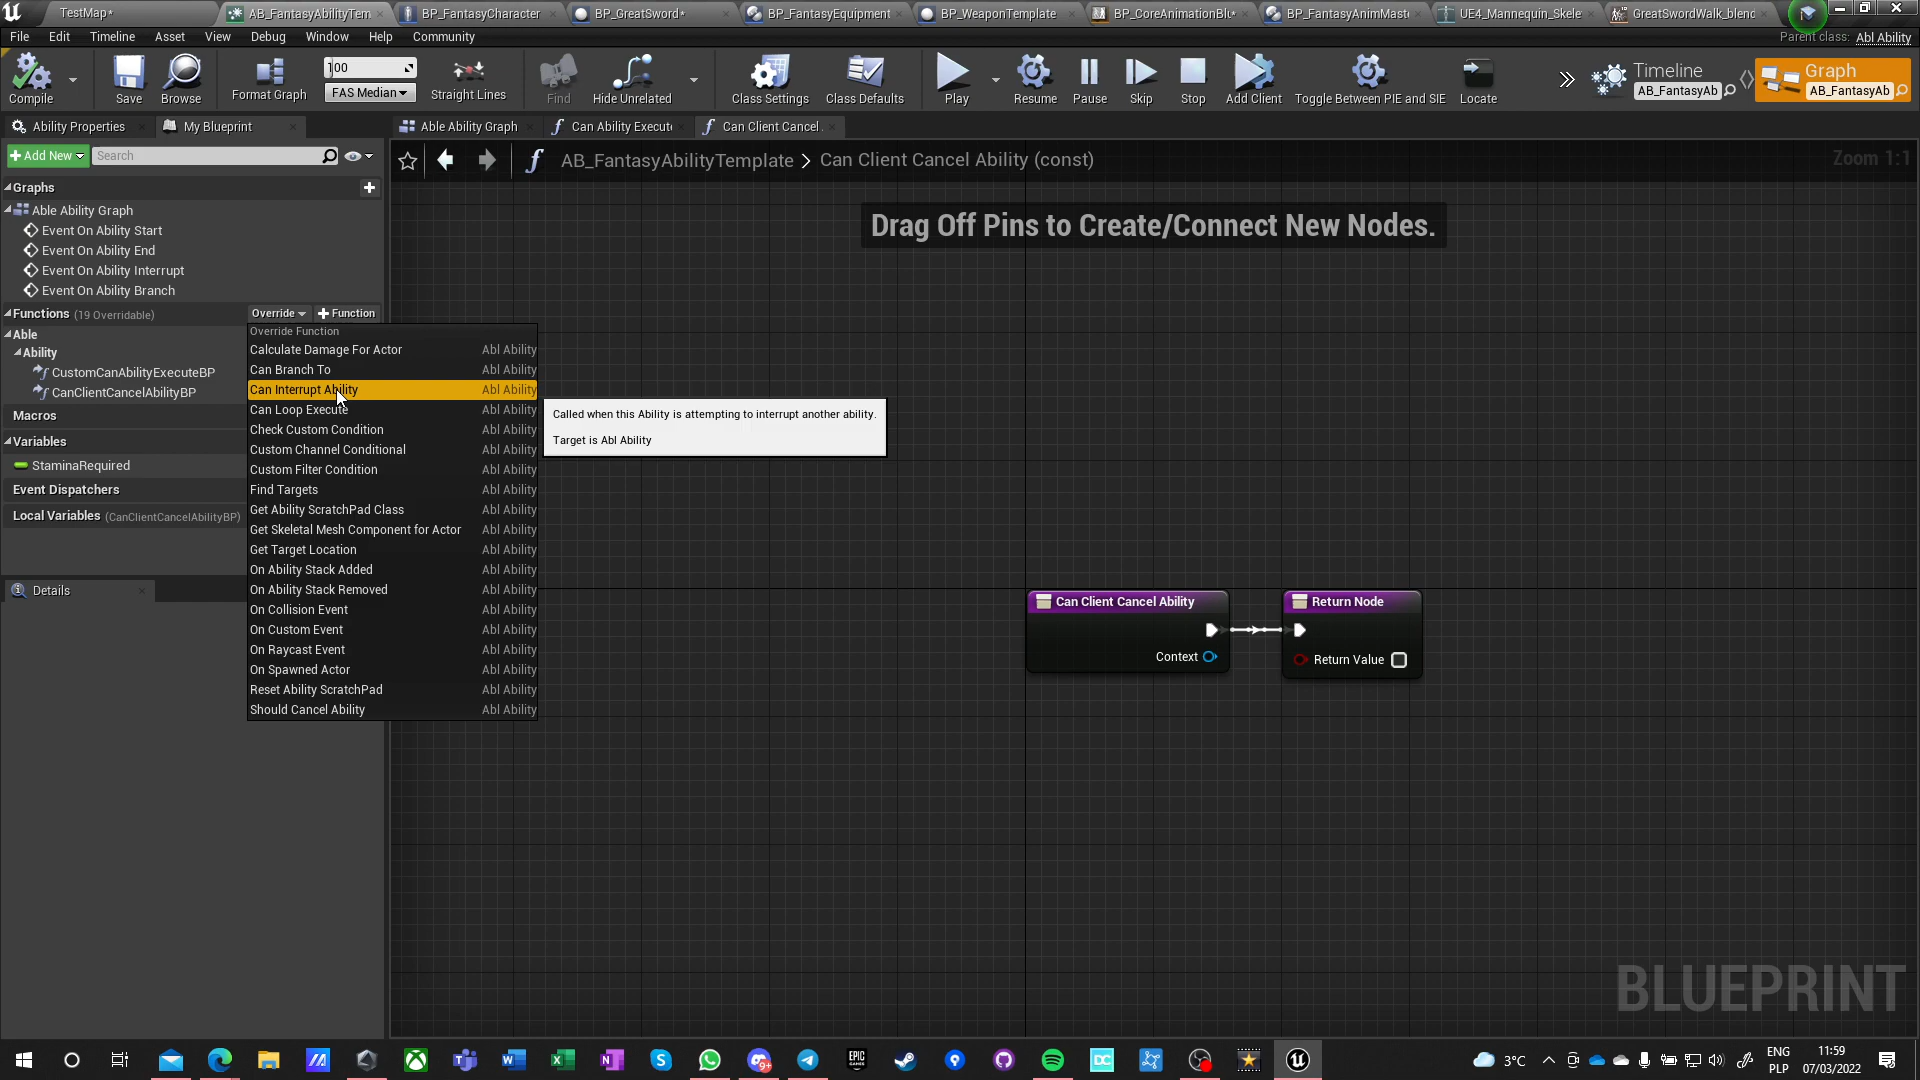 TestMap*
AB_FantasyAbilityTem
BP_FantasyCharacter
BP_GreatSword*
BP_FantasyEquipment
BP_WeaponTemplate
BP_CoreAnimationBlu*
BP_FantasyAnimMaste
UE4_Mannequin_Skele
GreatSwordWalk_blend
File Edit Timeline Asset View Debug Window Help Community
Parent class: Abl Ability
Compile
Save
Browse
Format Graph
100
FAS Median
Straight Lines
Find
Hide Unrelated
Class Settings
Class Defaults
Play
Resume
Pause
Skip
Stop
Add Client
Toggle Between PIE and SIE
Locate
Timeline
AB_FantasyAb
Graph
AB_FantasyAb
Ability Properties
My Blueprint
Able Ability Graph
Can Ability Execut
Can Client Cancel
Add New
Search
AB_FantasyAbilityTemplate > Can Client Cancel Ability (const)
Zoom 1:1
Drag Off Pins to Create/Connect New Nodes.
Graphs
Able Ability Graph
Event On Ability Start
Event On Ability End
Event On Ability Interrupt
Event On Ability Branch
Functions (19 Overridable)
Override
Function
Able
Ability
CustomCanAbilityExecuteBP
CanClientCancelAbilityBP
Macros
Variables
StaminaRequired
Event Dispatchers
Local Variables (CanClientCancelAbilityBP)
Details
Override Function
Calculate Damage For Actor Abl Ability
Can Branch To Abl Ability
Can Interrupt Ability Abl Ability
Can Loop Execute Abl Ability
Check Custom Condition Abl Ability
Custom Channel Conditional Abl Ability
Custom Filter Condition Abl Ability
Find Targets Abl Ability
Get Ability ScratchPad Class Abl Ability
Get Skeletal Mesh Component for Actor Abl Ability
Get Target Location Abl Ability
On Ability Stack Added Abl Ability
On Ability Stack Removed Abl Ability
On Collision Event Abl Ability
On Custom Event Abl Ability
On Raycast Event Abl Ability
On Spawned Actor Abl Ability
Reset Ability ScratchPad Abl Ability
Should Cancel Ability Abl Ability
Called when this Ability is attempting to interrupt another ability.
Target is Abl Ability
Can Client Cancel Ability
Context
Return Node
Return Value
BLUEPRINT
EPIC
GAMES
DC
9+
3°C
ENG
PLP
11:59
07/03/2022